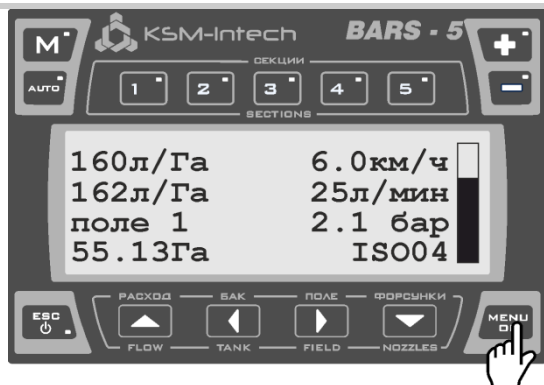 M
KSM-Intech
BARS - 5
AUTO
СЕКЦИИ
1 2 3 4 5
SECTIONS
160л/Га 6.0км/ч
162л/Га 25л/мин
поле 1 2.1 бар
55.13Га ISO04
ESC
РАСХОД БАК ПОЛЕ ФОРСУНКИ
FLOW TANK FIELD NOZZLES
MENU